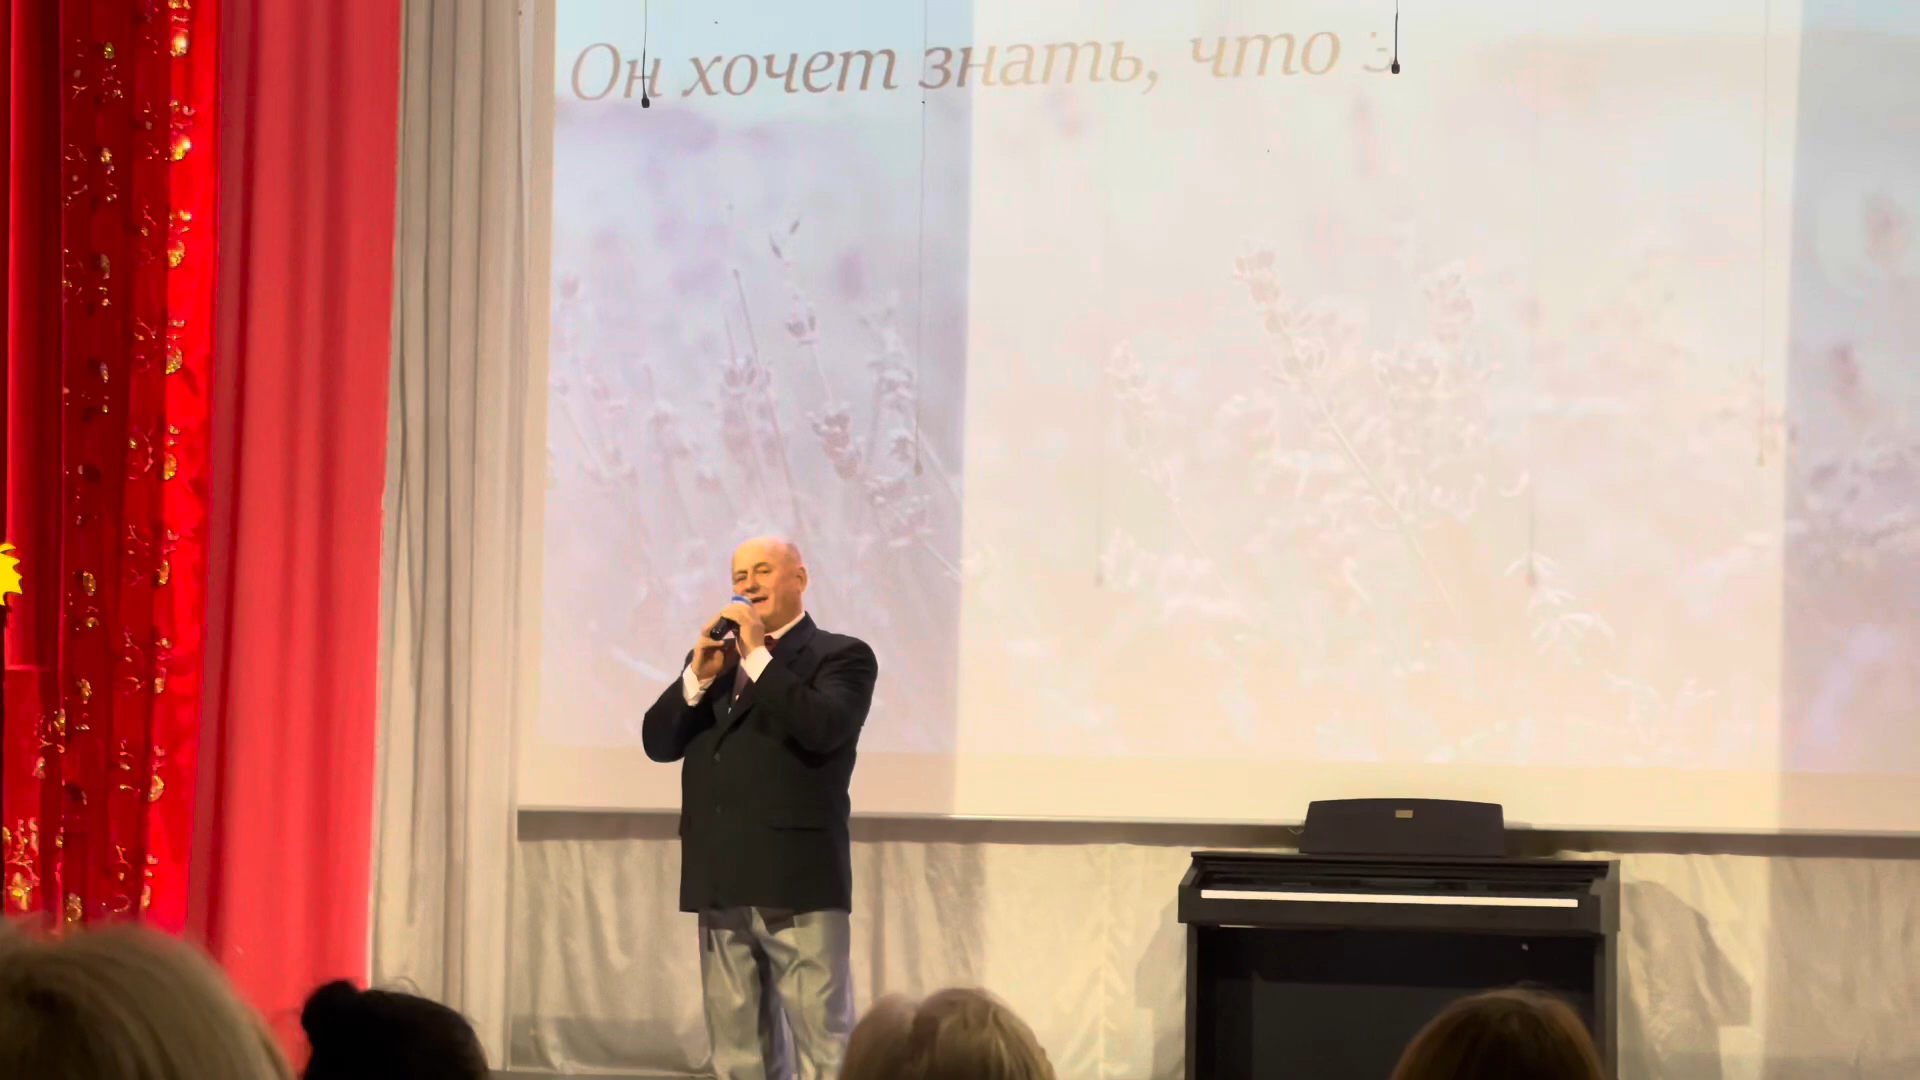 Он хочет знать, что